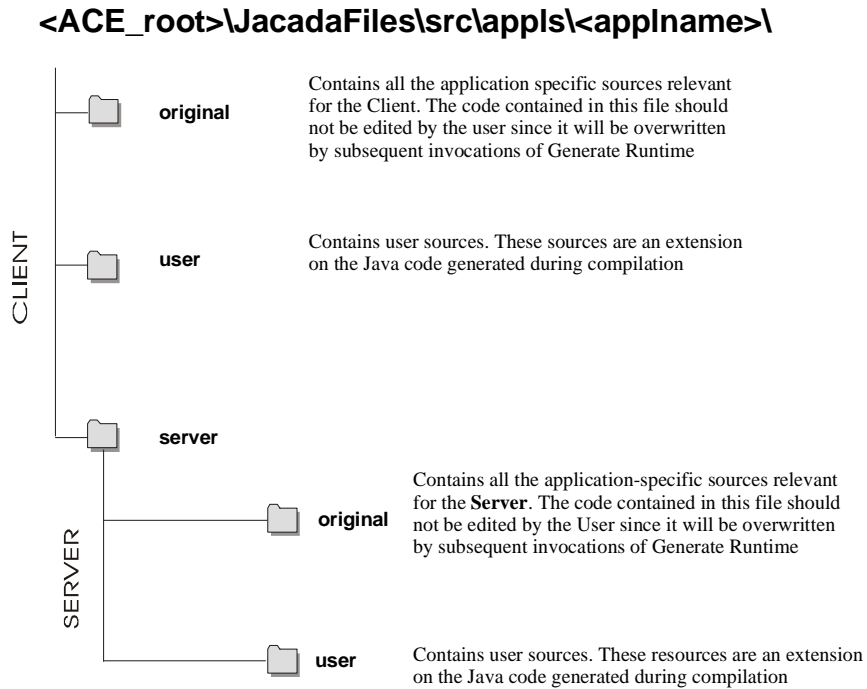 <ACE_root>\JacadaFiles\src\appls\<applname>\
original
Contains all the application specific sources relevant
for the Client. The code contained in this file should
not be edited by the user since it will be overwritten
by subsequent invocations of Generate Runtime
CLIENT
user
Contains user sources. These sources are an extension
on the Java code generated during compilation
server
SERVER
original
Contains all the application-specific sources relevant
for the Server. The code contained in this file should
not be edited by the User since it will be overwritten
by subsequent invocations of Generate Runtime
user
Contains user sources. These resources are an extension
on the Java code generated during compilation